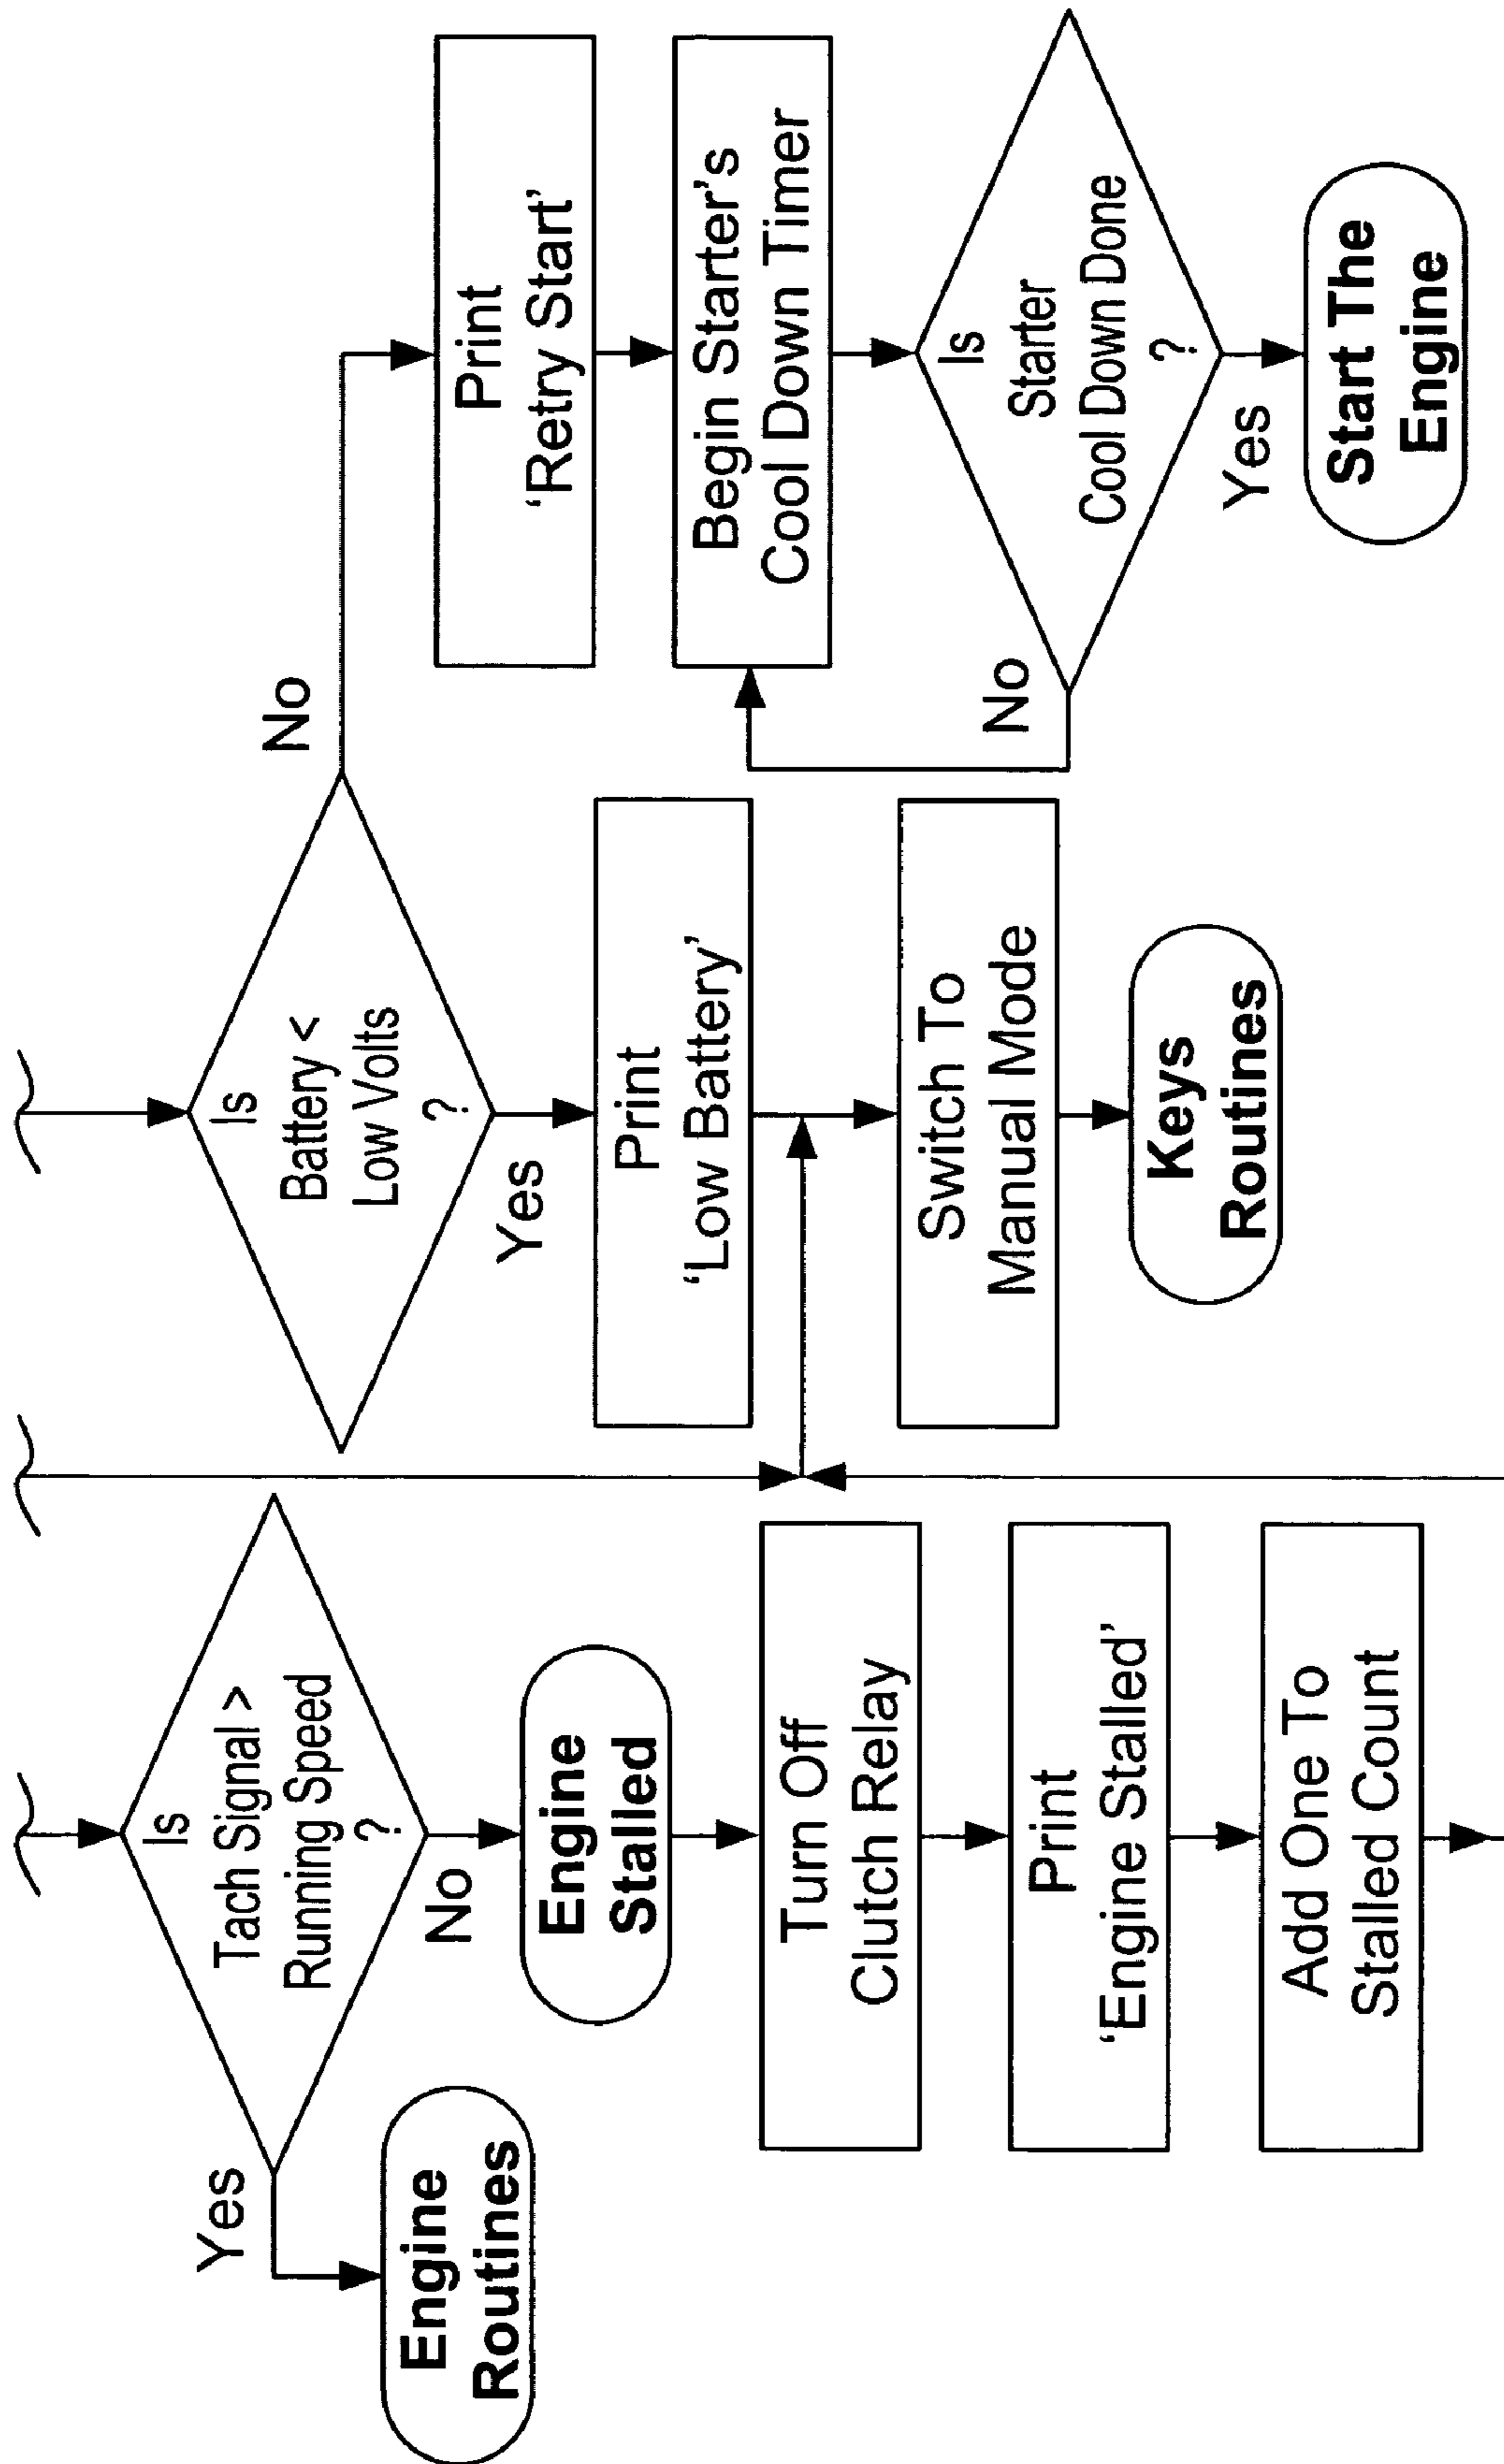 Is
Tach Signal >
Running Speed
?
Yes
No
Engine
Routines
Engine
Stalled
Turn Off
Clutch Relay
Print
‘Engine Stalled’
Add One To
Stalled Count
Is
Battery <
Low Volts
?
Yes
No
Print
‘Low Battery’
Switch To
Manual Mode
Keys
Routines
Print
‘Retry Start’
Begin Starter's
Cool Down Timer
Is
Starter
Cool Down Done
?
No
Yes
Start The
Engine